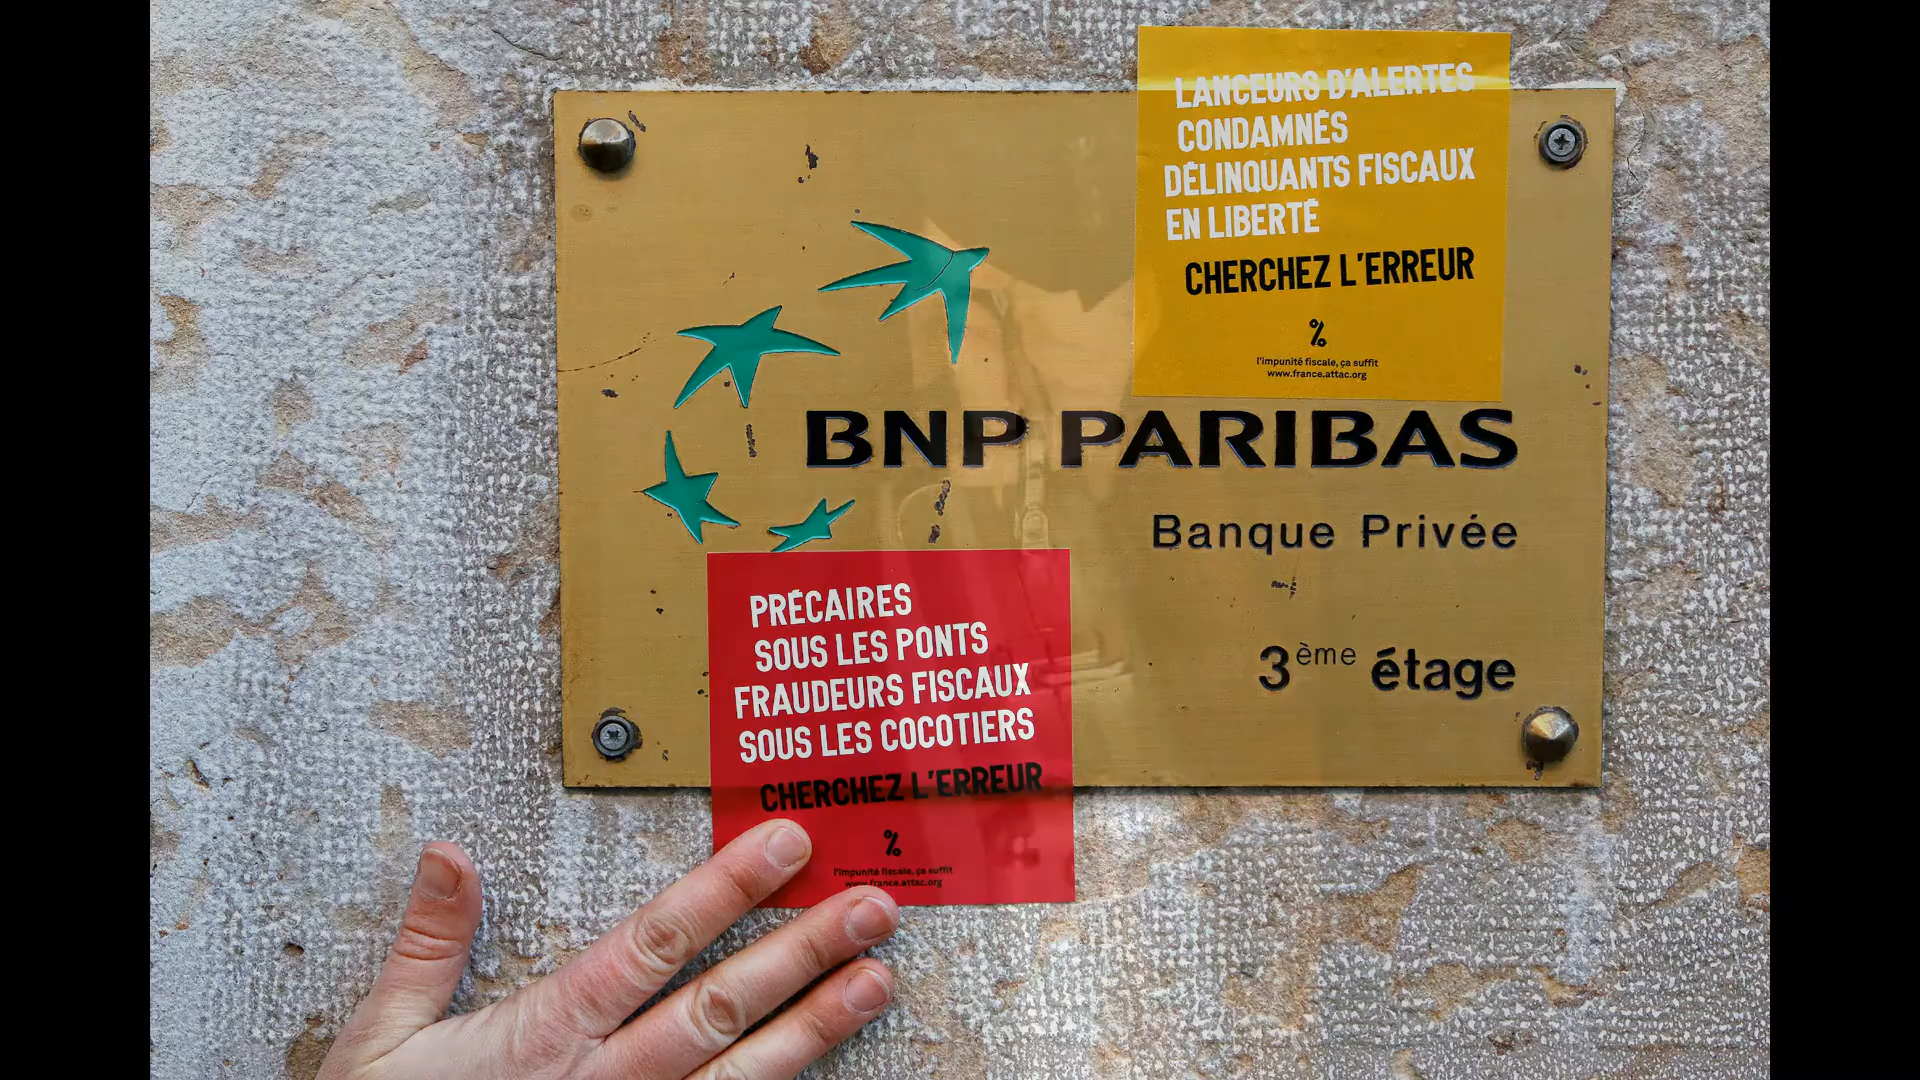 LANCEURS D'ALERTES
CONDAMNÉS
DÉLINQUANTS FISCAUX
EN LIBERTÉ
CHERCHEZ L'ERREUR
%
l'impunité fiscale, ça suffit
www.france.attac.org
BNP PARIBAS
Banque Privée
3ème étage
PRÉCAIRES
SOUS LES PONTS
FRAUDEURS FISCAUX
SOUS LES COCOTIERS
CHERCHEZ L'ERREUR
%
l'impunité fiscale, ça suffit
www.france.attac.org